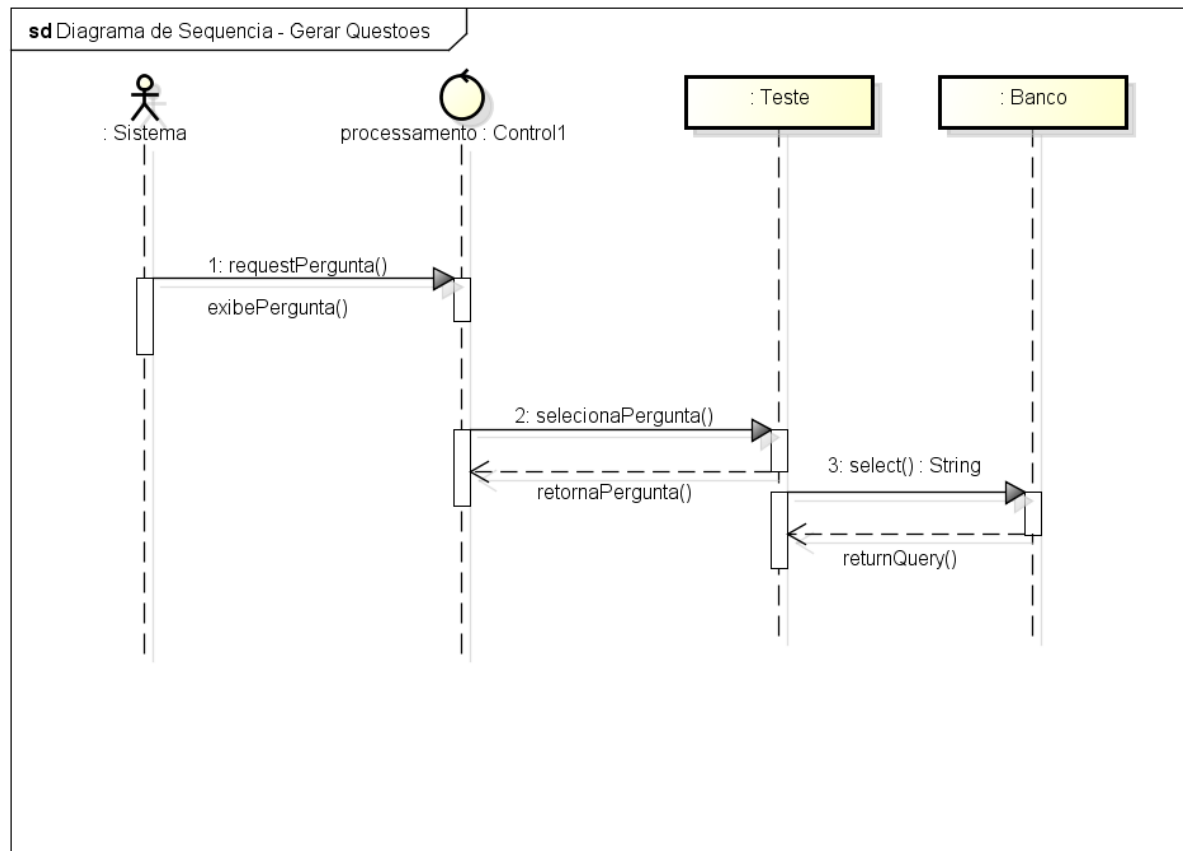 sd Diagrama de Sequencia - Gerar Questoes
: Sistema
processamento : Control1
: Teste
: Banco
1: requestPergunta()
exibePergunta()
2: selecionaPergunta()
retornaPergunta()
3: select() : String
returnQuery()